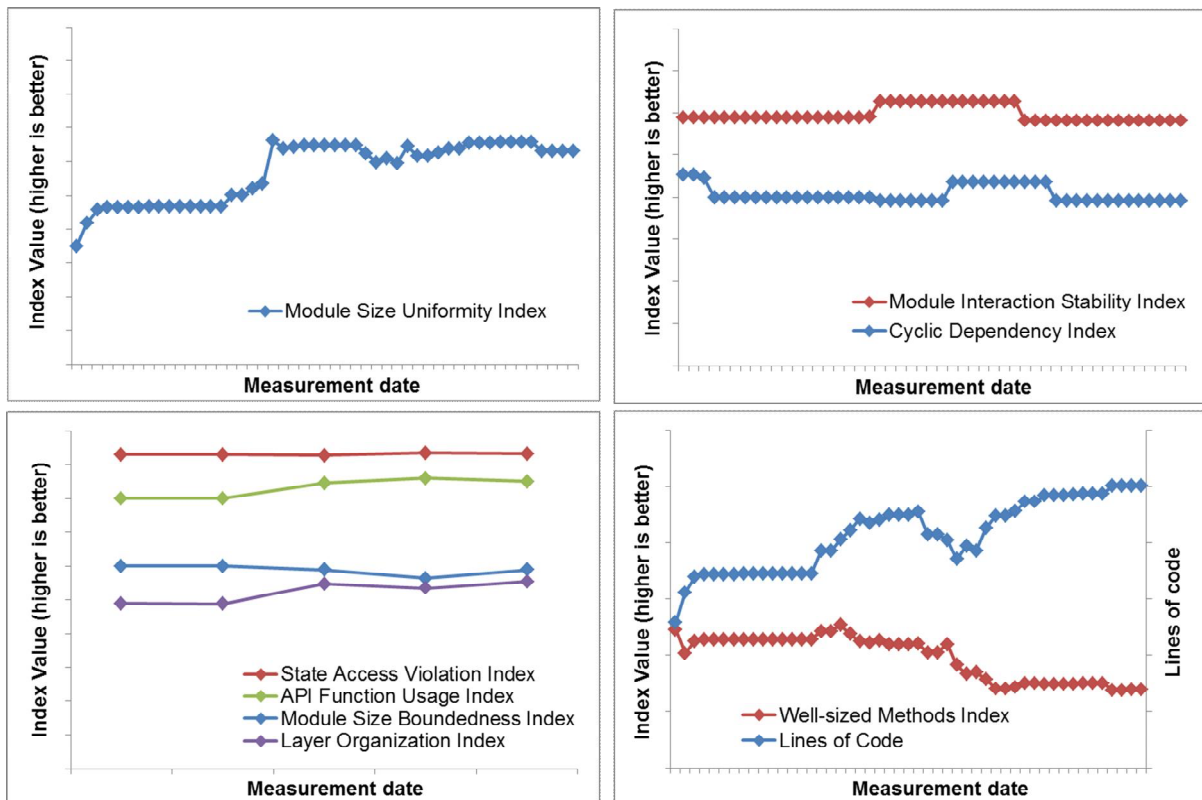 Index Value (higher is better)
Module Size Uniformity Index
Measurement date
Index Value (higher is better)
Module Interaction Stability Index
Cyclic Dependency Index
Measurement date
Index Value (higher is better)
State Access Violation Index
API Function Usage Index
Module Size Boundedness Index
Layer Organization Index
Measurement date
Index Value (higher is better)
Lines of code
Well-sized Methods Index
Lines of Code
Measurement date